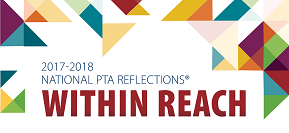 2017-2018
NATIONAL PTA REFLECTIONS®
WITHIN REACH